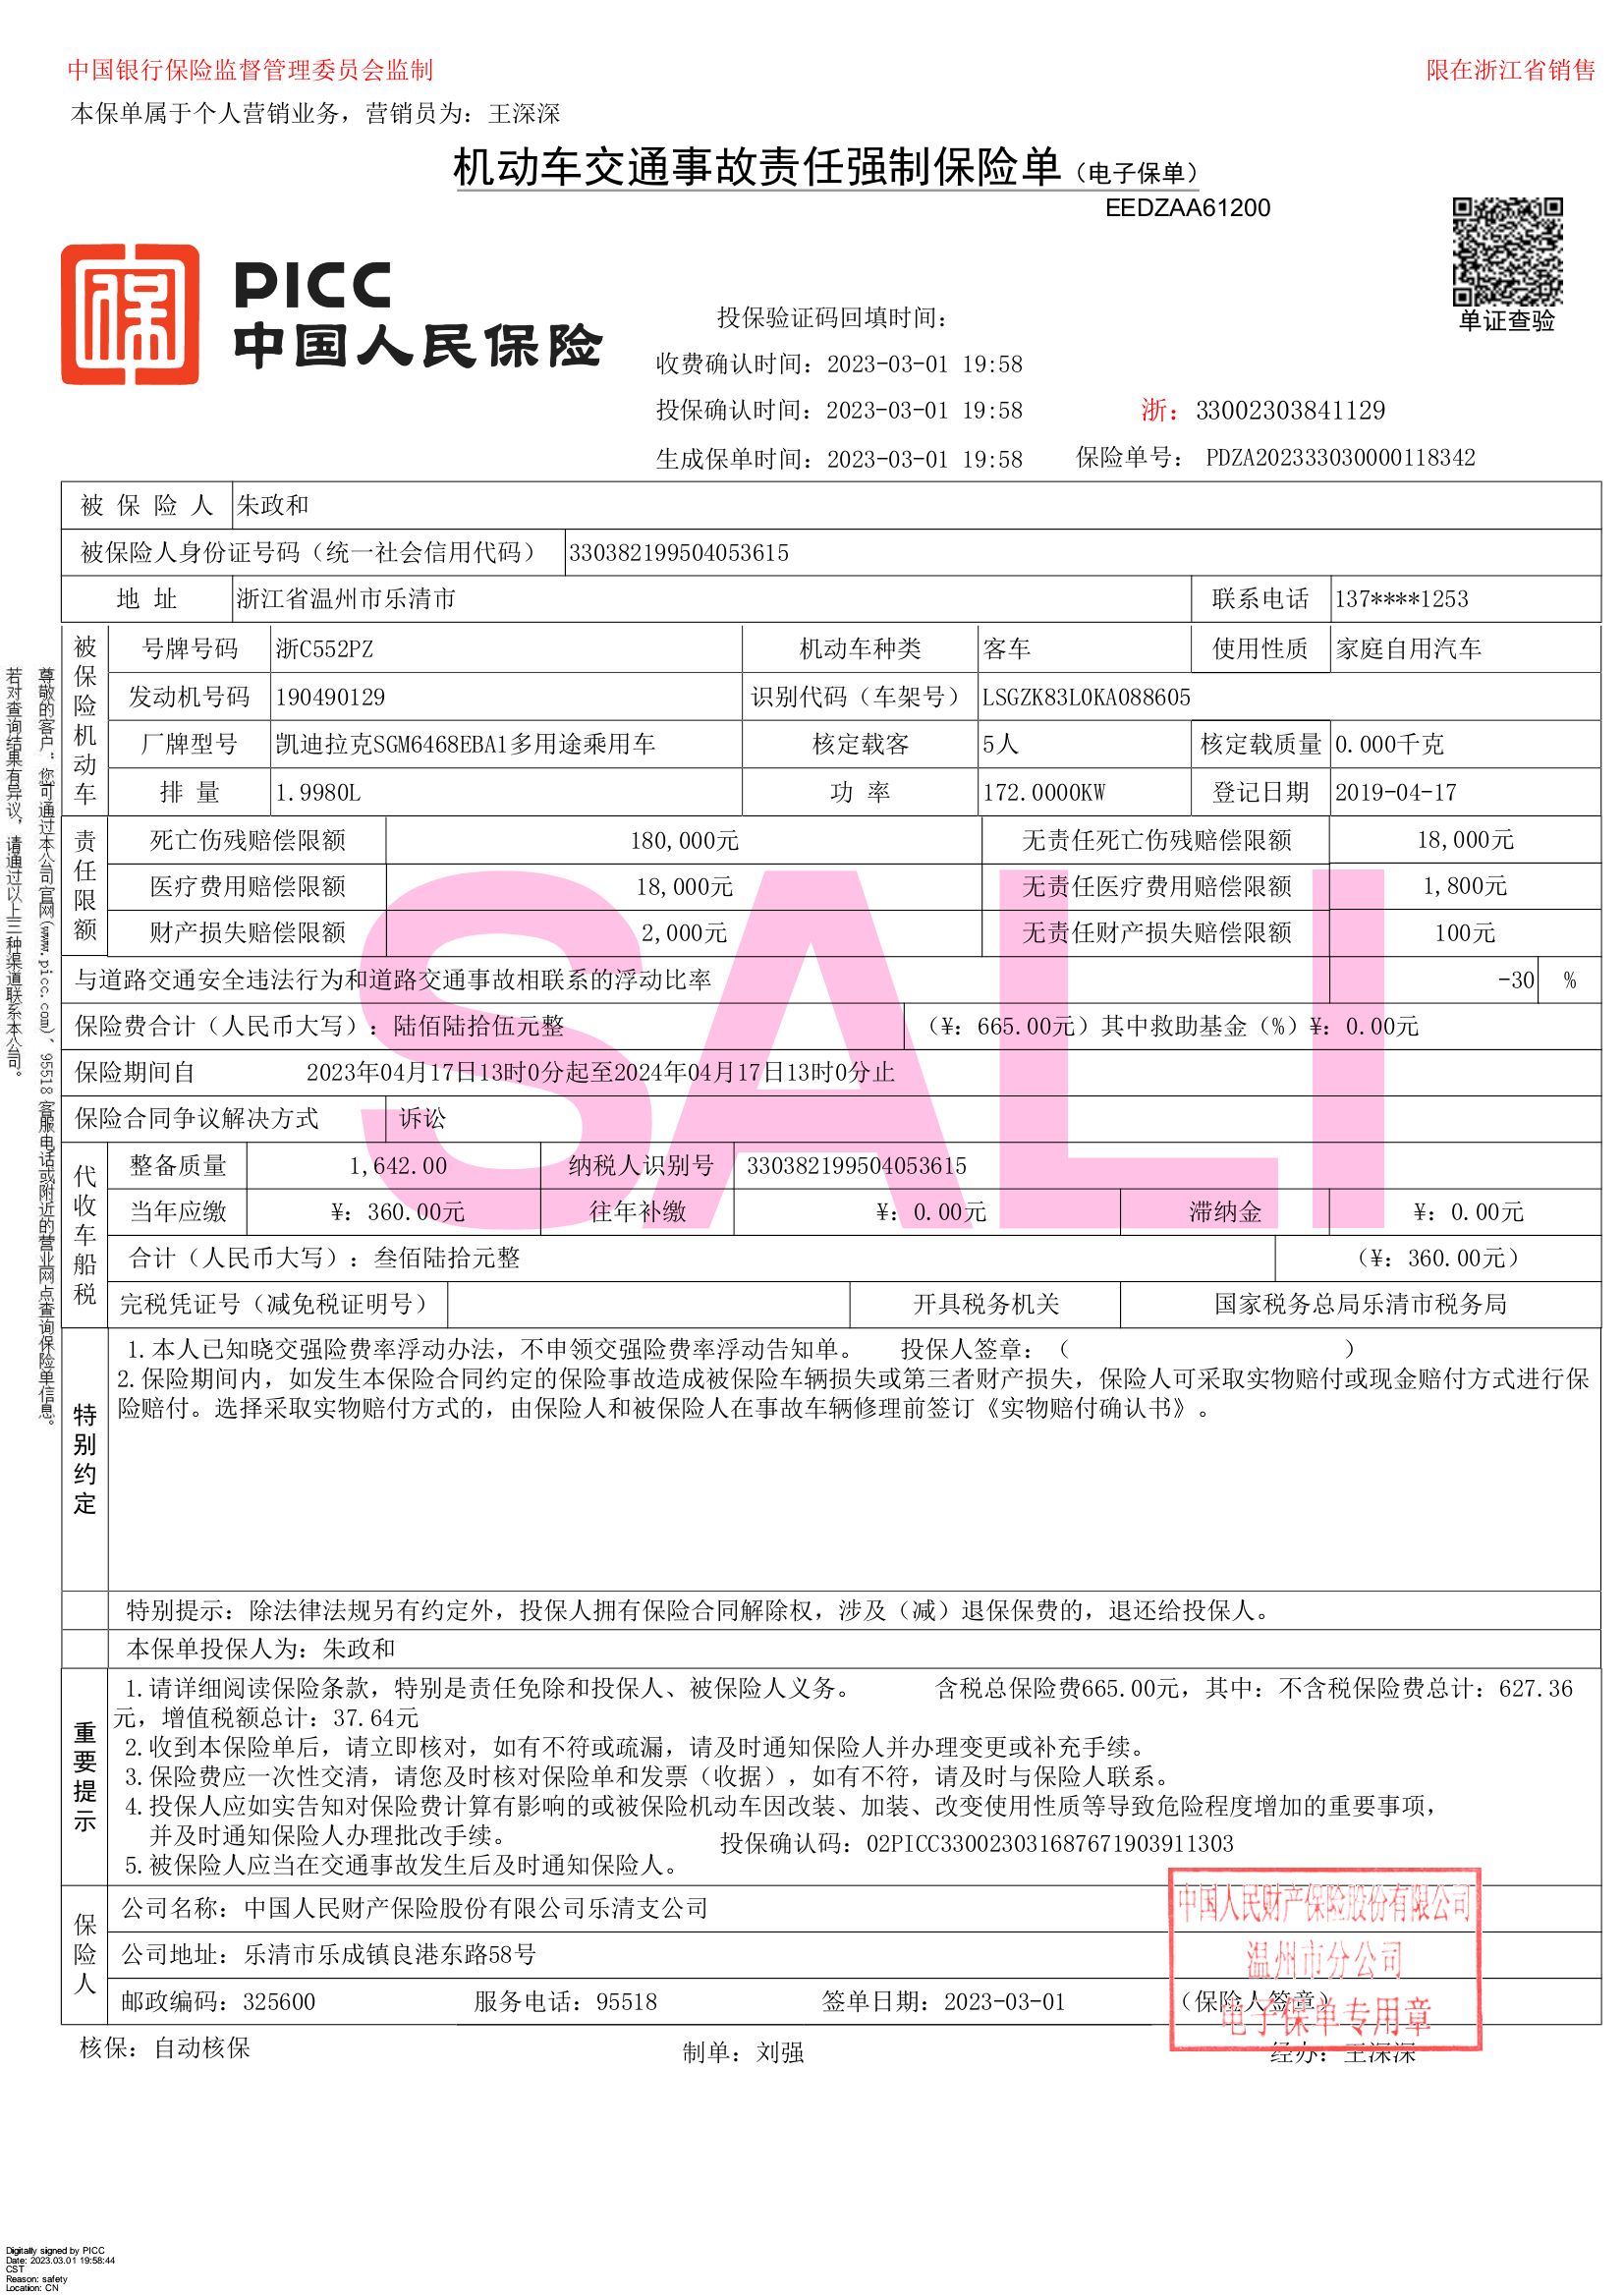 中国银行保险监督管理委员会监制
限在浙江省销售
本保单属于个人营销业务，营销员为：王深深
机动车交通事故责任强制保险单（电子保单）
EEDZAA61200
PICC
中国人民保险
单证查验
投保验证码回填时间：
收费确认时间：2023-03-01 19:58
投保确认时间：2023-03-01 19:58
浙：33002303841129
生成保单时间：2023-03-01 19:58
保险单号： PDZA202333030000118342
被 保 险 人 朱政和
被保险人身份证号码（统一社会信用代码） 330382199504053615
地 址 浙江省温州市乐清市 联系电话 137****1253
被保险机动车
号牌号码 浙C552PZ 机动车种类 客车 使用性质 家庭自用汽车
发动机号码 190490129 识别代码（车架号） LSGZK83L0KA088605
厂牌型号 凯迪拉克SGM6468EBA1多用途乘用车 核定载客 5人 核定载质量 0.000千克
排 量 1.9980L 功 率 172.0000KW 登记日期 2019-04-17
责任限额
死亡伤残赔偿限额 180,000元 无责任死亡伤残赔偿限额 18,000元
医疗费用赔偿限额 18,000元 无责任医疗费用赔偿限额 1,800元
财产损失赔偿限额 2,000元 无责任财产损失赔偿限额 100元
与道路交通安全违法行为和道路交通事故相联系的浮动比率 -30 %
保险费合计（人民币大写）：陆佰陆拾伍元整 （¥：665.00元）其中救助基金（%）¥：0.00元
保险期间自 2023年04月17日13时0分起至2024年04月17日13时0分止
保险合同争议解决方式 诉讼
代收车船税
整备质量 1,642.00 纳税人识别号 330382199504053615
当年应缴 ¥：360.00元 往年补缴 ¥：0.00元 滞纳金 ¥：0.00元
合计（人民币大写）：叁佰陆拾元整 （¥：360.00元）
完税凭证号（减免税证明号） 开具税务机关 国家税务总局乐清市税务局
特别约定
1.本人已知晓交强险费率浮动办法，不申领交强险费率浮动告知单。 投保人签章：（ ）
2.保险期间内，如发生本保险合同约定的保险事故造成被保险车辆损失或第三者财产损失，保险人可采取实物赔付或现金赔付方式进行保
险赔付。选择采取实物赔付方式的，由保险人和被保险人在事故车辆修理前签订《实物赔付确认书》。
特别提示：除法律法规另有约定外，投保人拥有保险合同解除权，涉及（减）退保保费的，退还给投保人。
本保单投保人为：朱政和
重要提示
1.请详细阅读保险条款，特别是责任免除和投保人、被保险人义务。 含税总保险费665.00元，其中：不含税保险费总计：627.36
元，增值税额总计：37.64元
2.收到本保险单后，请立即核对，如有不符或疏漏，请及时通知保险人并办理变更或补充手续。
3.保险费应一次性交清，请您及时核对保险单和发票（收据），如有不符，请及时与保险人联系。
4.投保人应如实告知对保险费计算有影响的或被保险机动车因改装、加装、改变使用性质等导致危险程度增加的重要事项，
并及时通知保险人办理批改手续。 投保确认码：02PICC330023031687671903911303
5.被保险人应当在交通事故发生后及时通知保险人。
保险人
公司名称：中国人民财产保险股份有限公司乐清支公司
公司地址：乐清市乐成镇良港东路58号
邮政编码：325600 服务电话：95518 签单日期：2023-03-01 （保险人签章）
中国人民财产保险股份有限公司
温州市分公司
电子保单专用章
核保：自动核保 制单：刘强 经办：王深深
SALI
尊敬的客户：您可通过本公司官网(www.picc.com)、95518 客服电话或附近的营业网点查询保险单信息。
若对查询结果有异议，请通过以上三种渠道联系本公司。
Digitally signed by PICC
Date: 2023.03.01 19:58:44
CST
Reason: safety
Location: CN